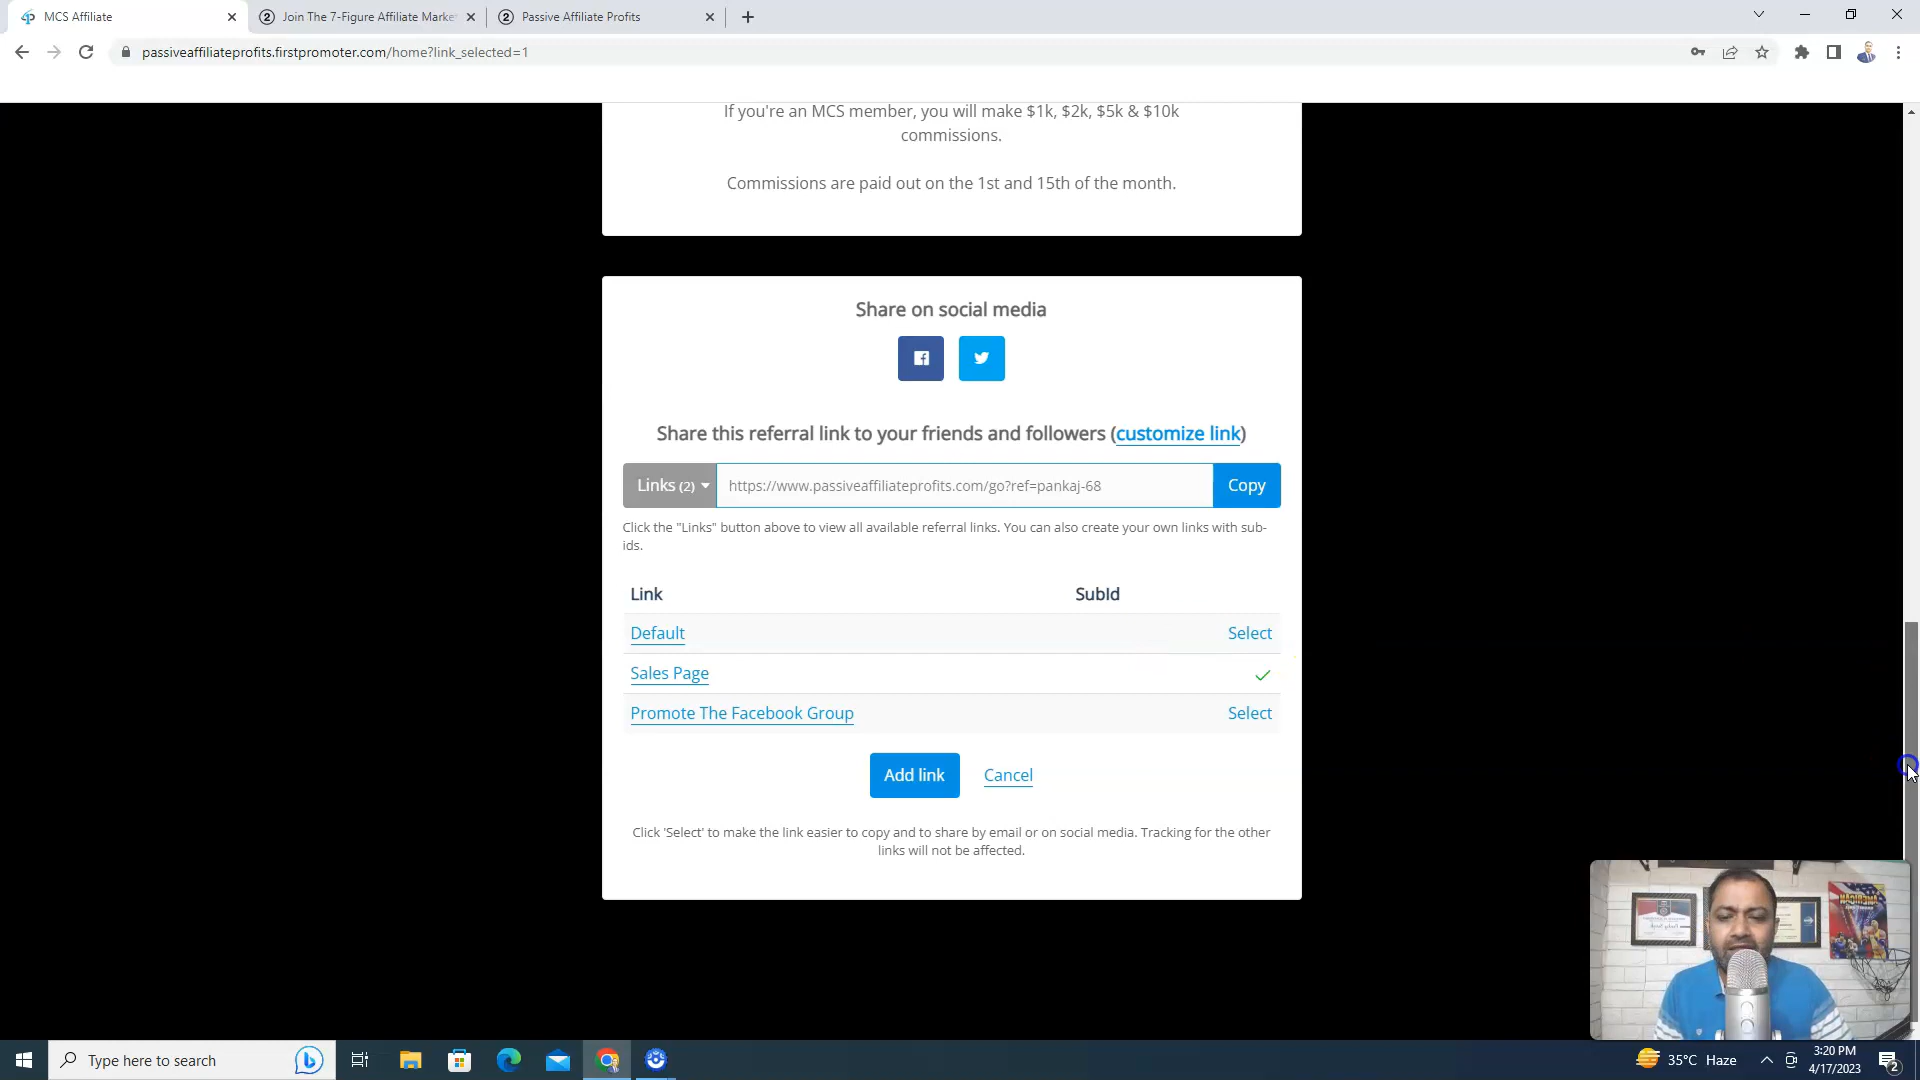 MCS Affiliate
Join The 7-Figure Affiliate Market
Passive Affiliate Profits
passiveaffiliateprofits.firstpromoter.com/home?link_selected=1
If you're an MCS member, you will make $1k, $2k, $5k & $10k
commissions.
Commissions are paid out on the 1st and 15th of the month.
Share on social media
Share this referral link to your friends and followers (customize link)
Links (2) https://www.passiveaffiliateprofits.com/go?ref=pankaj-68 Copy
Click the "Links" button above to view all available referral links. You can also create your own links with sub-
ids.
Link SubId
Default Select
Sales Page
Promote The Facebook Group Select
Add link Cancel
Click 'Select' to make the link easier to copy and to share by email or on social media. Tracking for the other
links will not be affected.
Type here to search
35°C Haze
3:20 PM
4/17/2023
2